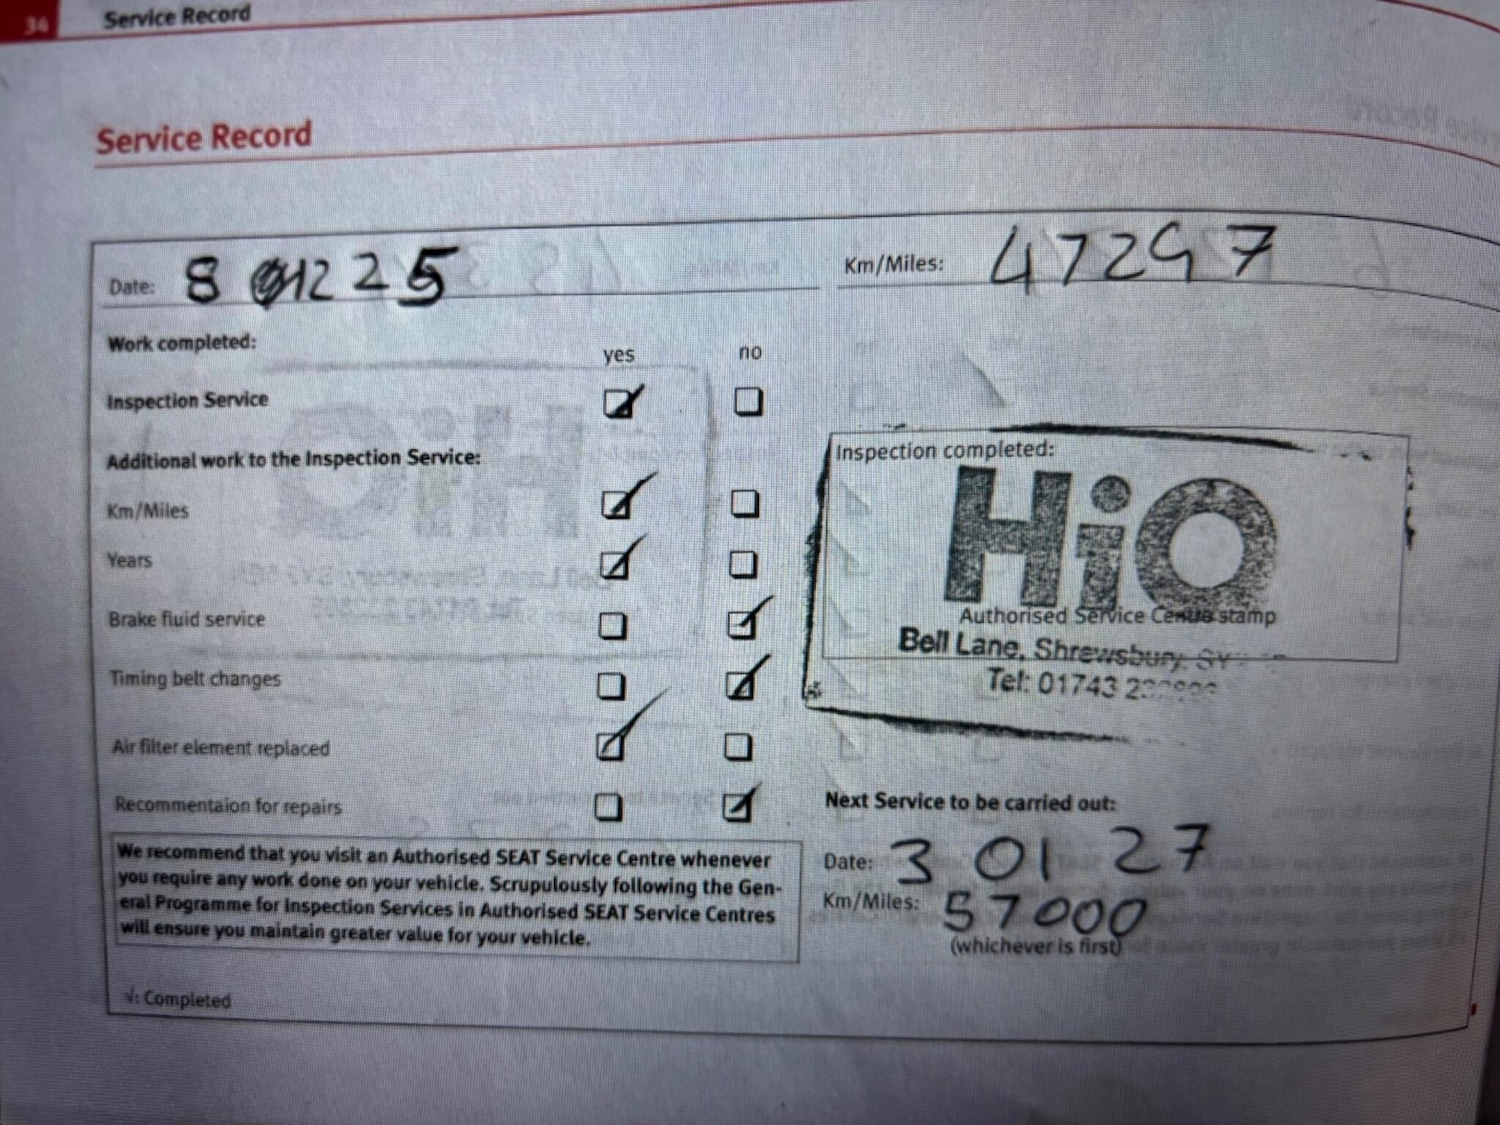 34 Service Record
Service Record
Date: 8 12 25
Km/Miles: 47297
Work completed:
yes no
Inspection Service
Additional work to the Inspection Service:
Km/Miles
Years
Brake fluid service
Timing belt changes
Air filter element replaced
Recommentaion for repairs
We recommend that you visit an Authorised SEAT Service Centre whenever
you require any work done on your vehicle. Scrupulously following the Gen-
eral Programme for Inspection Services in Authorised SEAT Service Centres
will ensure you maintain greater value for your vehicle.
√: Completed
Inspection completed:
HiQ
Authorised Service Centre stamp
Bell Lane, Shrewsbury,
Tel: 01743
Next Service to be carried out:
Date: 3 01 27
Km/Miles: 57000
(whichever is first)